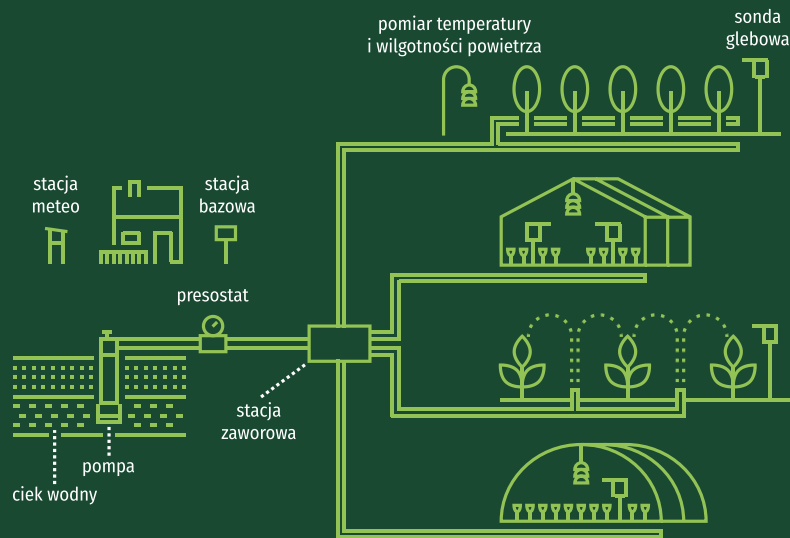 pomiar temperatury
i wilgotności powietrza
sonda
glebowa
stacja
meteo
stacja
bazowa
presostat
stacja
zaworowa
pompa
ciek wodny